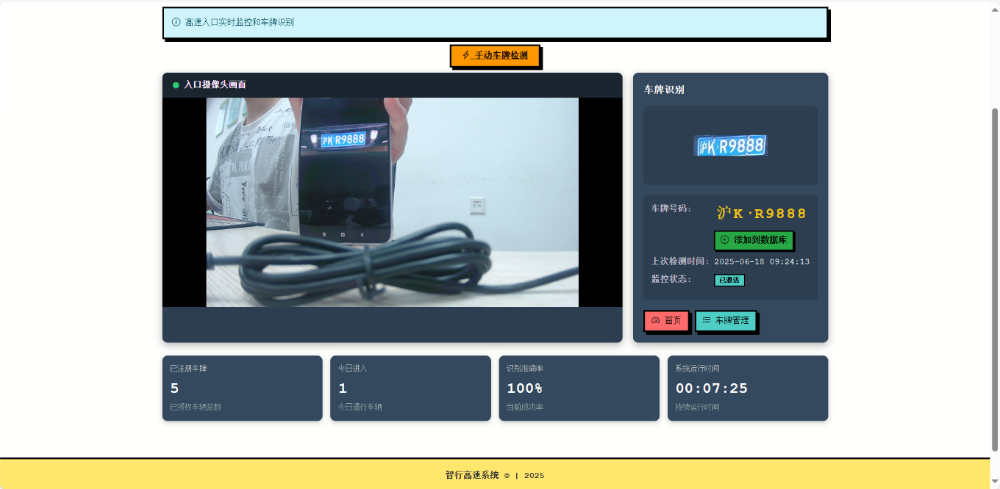 高速入口实时监控和车牌识别
手动车牌检测
入口摄像头画面
沪K·R9888
车牌识别
沪K·R9888
车牌号码:
沪K·R9888
添加到数据库
上次检测时间: 2025-06-18 09:24:13
监控状态: 已激活
首页 车牌管理
已注册车牌
5
已授权车辆总数
今日进入
1
今日通行车辆
识别准确率
100%
当前成功率
系统运行时间
00:07:25
持续运行时间
智行高速系统 © | 2025